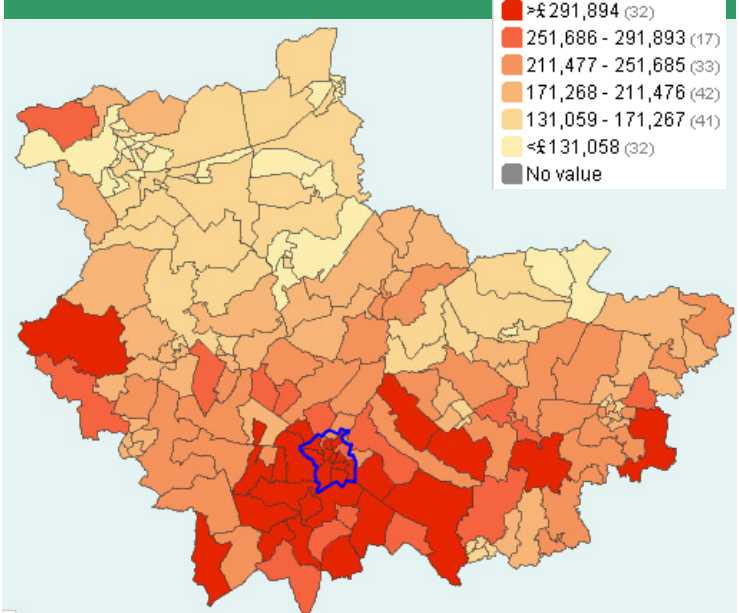 >£291,894 (32)
251,686 - 291,893 (17)
211,477 - 251,685 (33)
171,268 - 211,476 (42)
131,059 - 171,267 (41)
<£131,058 (32)
No value